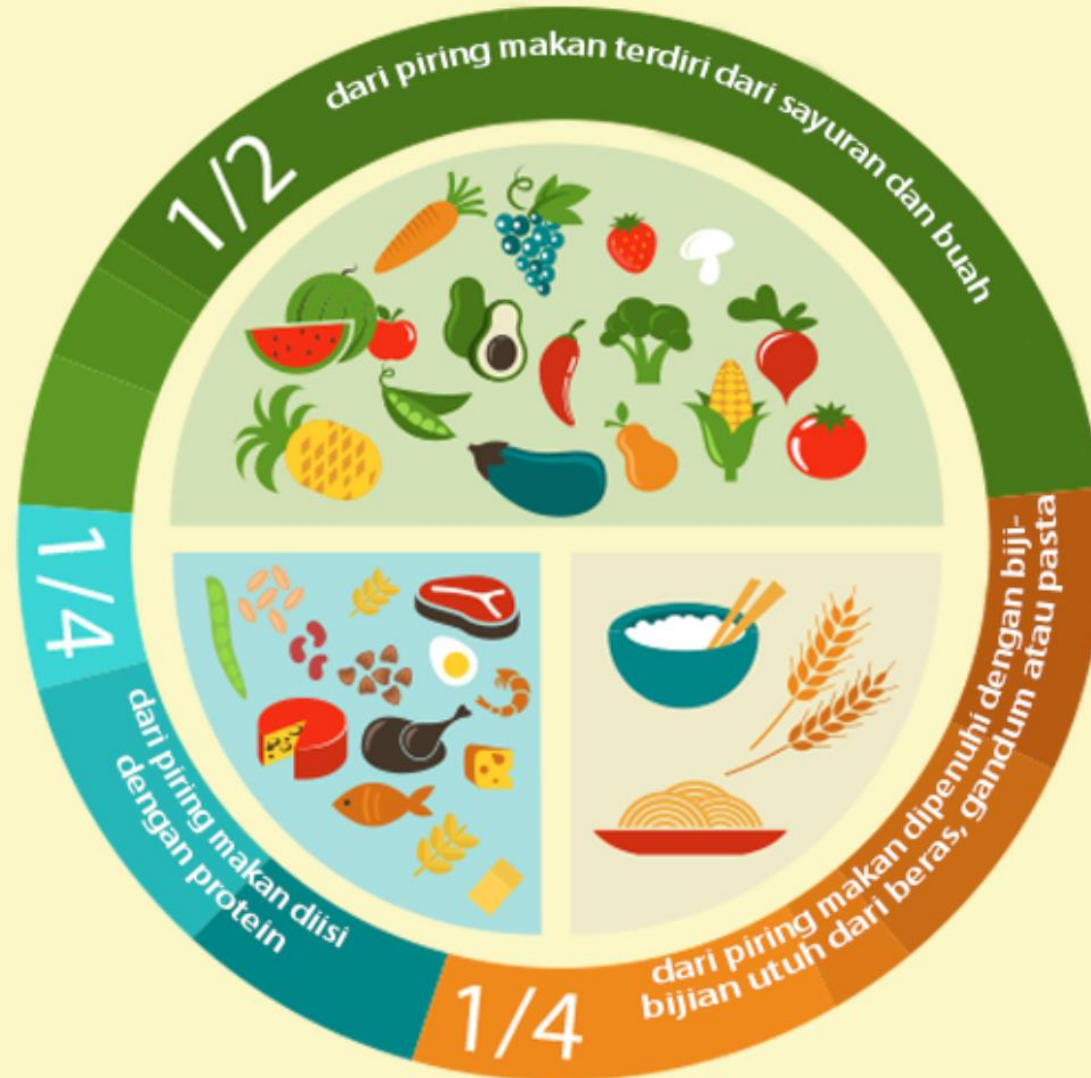 1/2
dari piring makan terdiri dari sayuran dan buah
1/4
dari piring makan diisi
dengan protein
1/4
dari piring makan dipenuhi dengan biji-
bijian utuh dari beras, gandum atau pasta